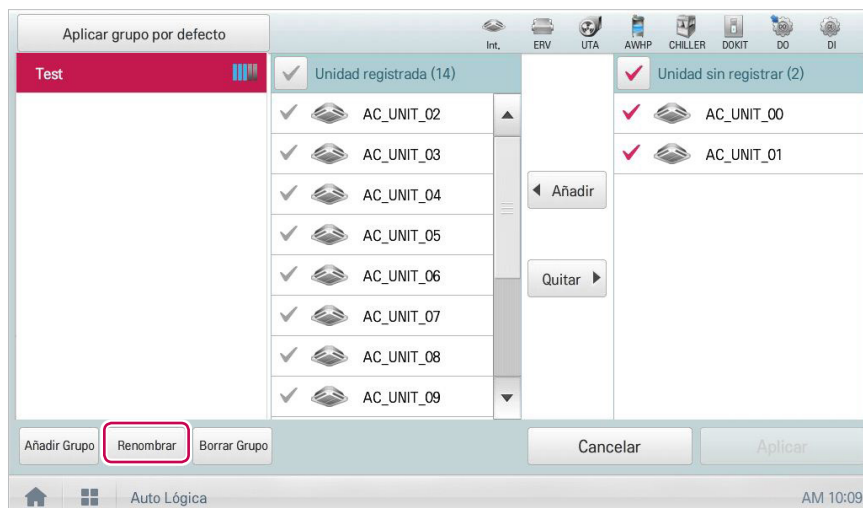 Aplicar grupo por defecto
Int. ERV UTA AWHP CHILLER DOKIT DO DI
Test
Unidad registrada (14)
Unidad sin registrar (2)
AC_UNIT_02
AC_UNIT_03
AC_UNIT_04
AC_UNIT_05
AC_UNIT_06
AC_UNIT_07
AC_UNIT_08
AC_UNIT_09
Añadir
Quitar
AC_UNIT_00
AC_UNIT_01
Añadir Grupo Renombrar Borrar Grupo Cancelar Aplicar
Auto Lógica AM 10:09